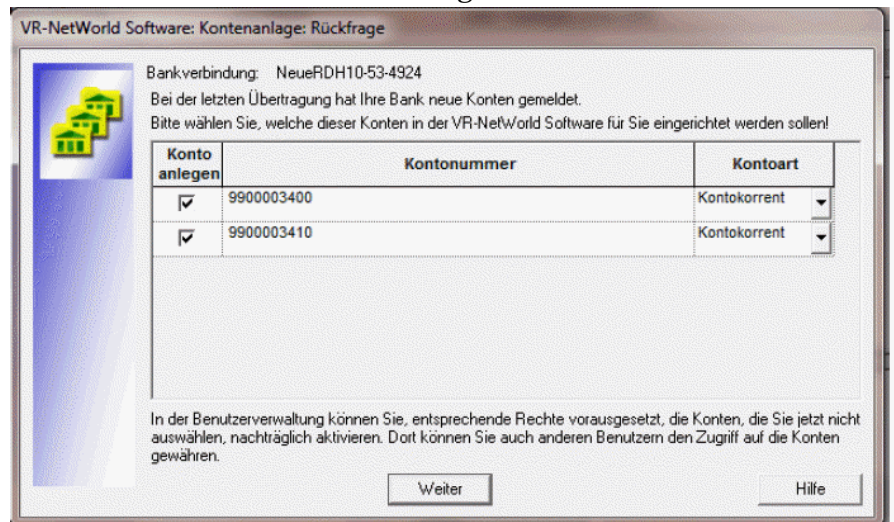 VR-NetWorld Software: Kontenanlage: Rückfrage
Bankverbindung: NeueRDH10-53-4924
Bei der letzten Übertragung hat Ihre Bank neue Konten gemeldet.
Bitte wählen Sie, welche dieser Konten in der VR-NetWorld Software für Sie eingerichtet werden sollen!
Konto anlegen Kontonummer Kontoart
9900003400 Kontokorrent
9900003410 Kontokorrent
In der Benutzerverwaltung können Sie, entsprechende Rechte vorausgesetzt, die Konten, die Sie jetzt nicht
auswählen, nachträglich aktivieren. Dort können Sie auch anderen Benutzern den Zugriff auf die Konten
gewähren.
Weiter Hilfe